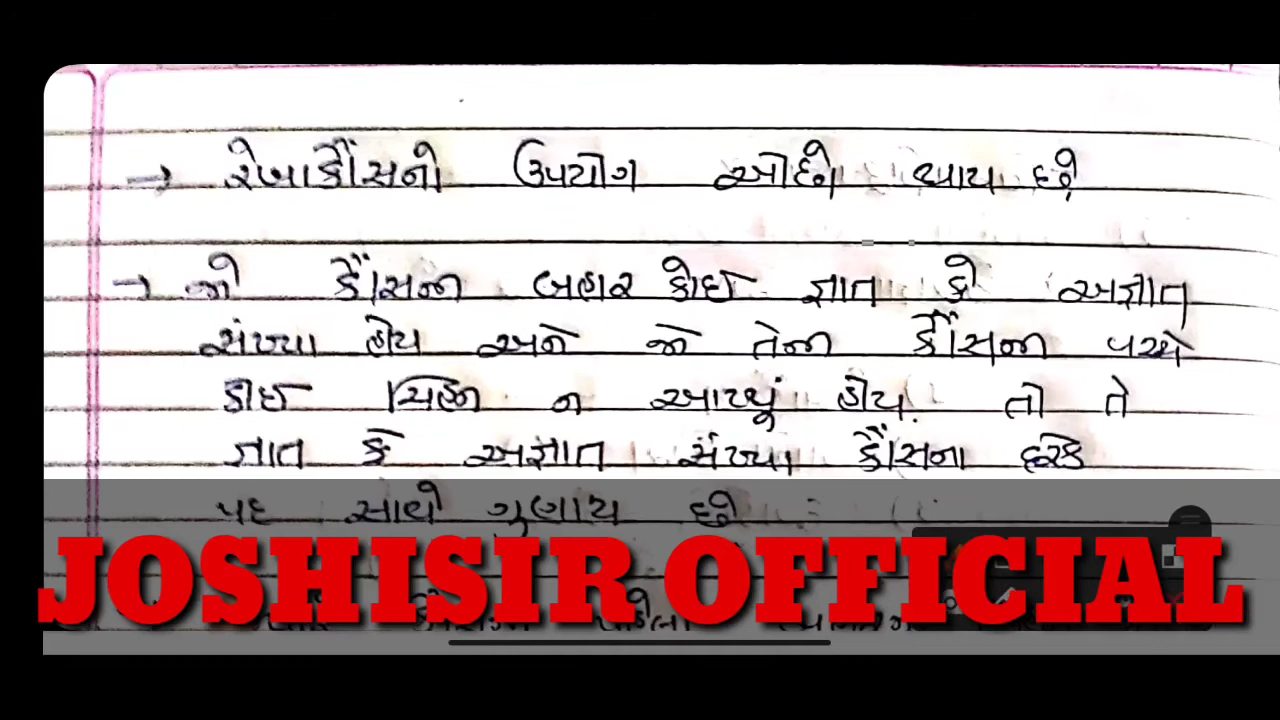 → રેખાકૌંસનો ઉપયોગ ઓછો થાય છે
→ જો કૌંસની બહાર કોઈ જ્ઞાત કે અજ્ઞાત
સંખ્યા હોય અને જો તેની કૌંસની વચ્ચે
કોઈ ચિહ્ન ન આપ્યું હોય. તો તે
જ્ઞાત કે અજ્ઞાત સંખ્યા કૌંસના દરેક
પદ સાથે ગુણાય છે
JOSHISIR OFFICIAL